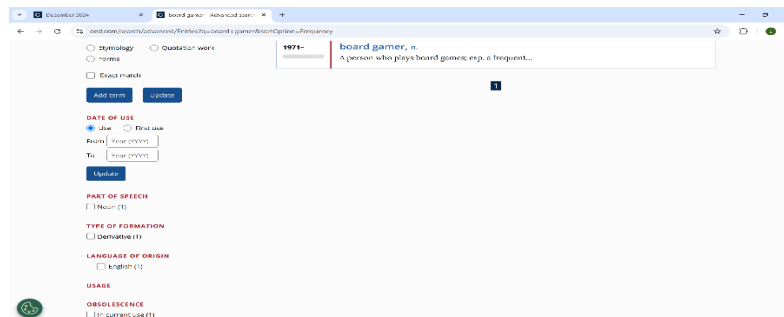 December 2024
board gamer - Advanced searc
oed.com/search/advanced/Entries?q=board+gamer&sortOption=Frequency
Etymology
Quotation work
Forms
1971–
board gamer, n.
A person who plays board games; esp. a frequent…
Exact match
1
Add term
Update
DATE OF USE
Use
First use
From
Year (YYYY)
To
Year (YYYY)
Update
PART OF SPEECH
Noun (1)
TYPE OF FORMATION
Derivative (1)
LANGUAGE OF ORIGIN
English (1)
USAGE
OBSOLESCENCE
In current use (1)